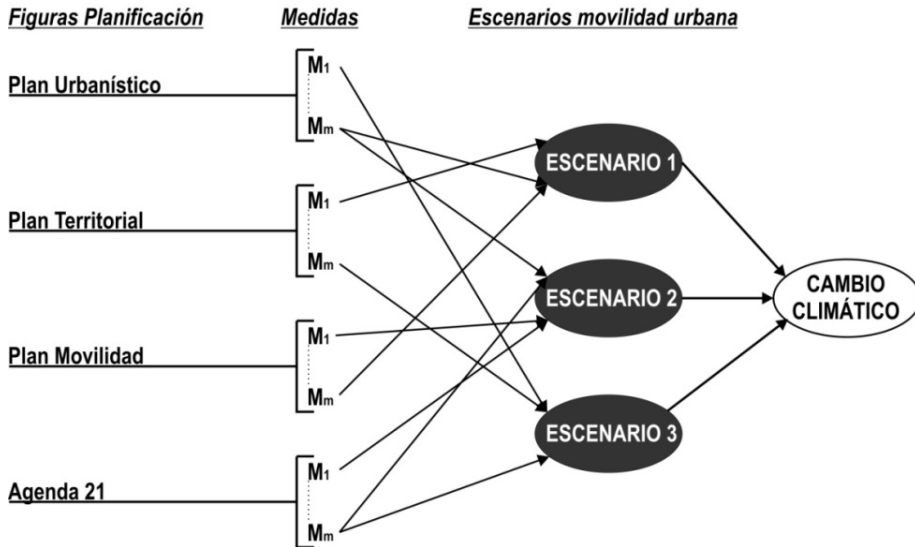 Figuras Planificación
Medidas
Escenarios movilidad urbana
Plan Urbanístico
M1
Mm
Plan Territorial
M1
Mm
Plan Movilidad
M1
Mm
Agenda 21
M1
Mm
ESCENARIO 1
ESCENARIO 2
ESCENARIO 3
CAMBIO
CLIMÁTICO